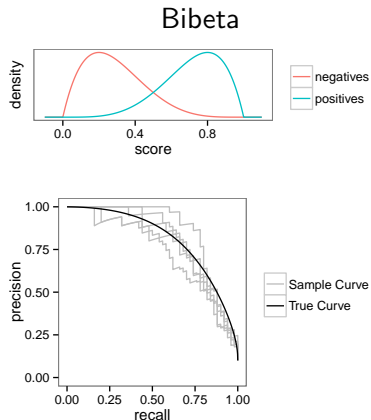 Bibeta
density
negatives
positives
0.0 0.4 0.8
score
1.00
0.75
0.50
0.25
0.00
precision
Sample Curve
True Curve
0.00 0.25 0.50 0.75 1.00
recall